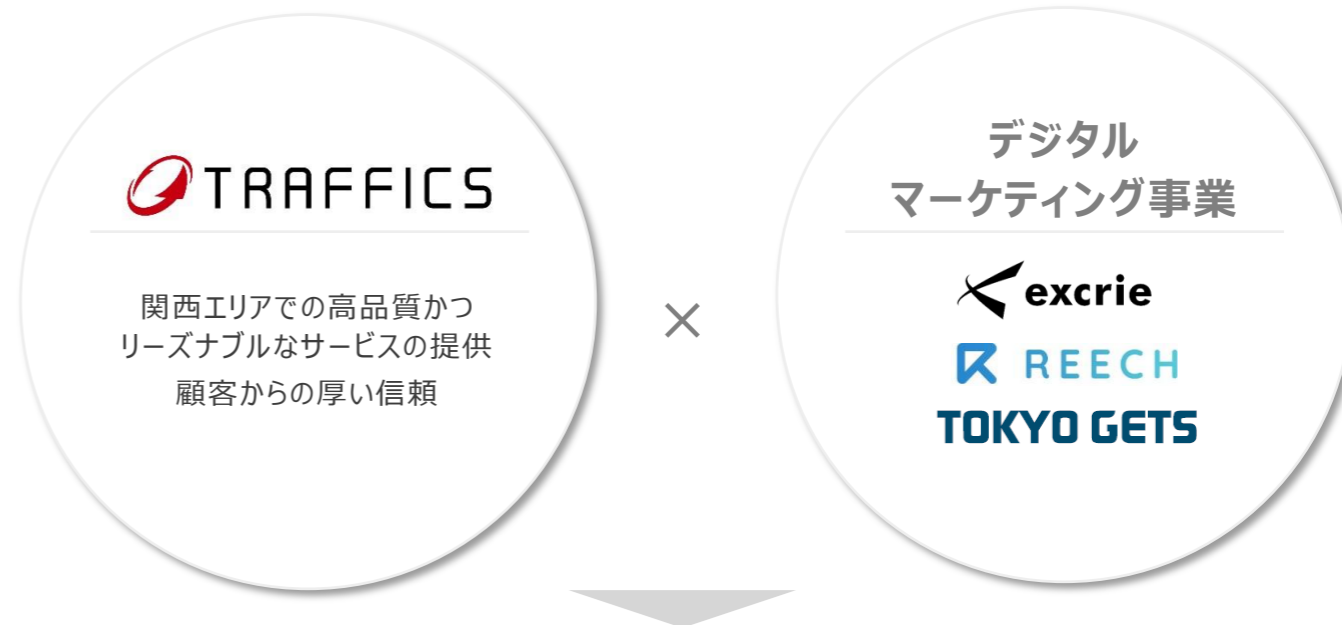 TRAFFICS
関西エリアでの高品質かつ
リーズナブルなサービスの提供
顧客からの厚い信頼
×
デジタル
マーケティング事業
excrie
REECH
TOKYO GETS